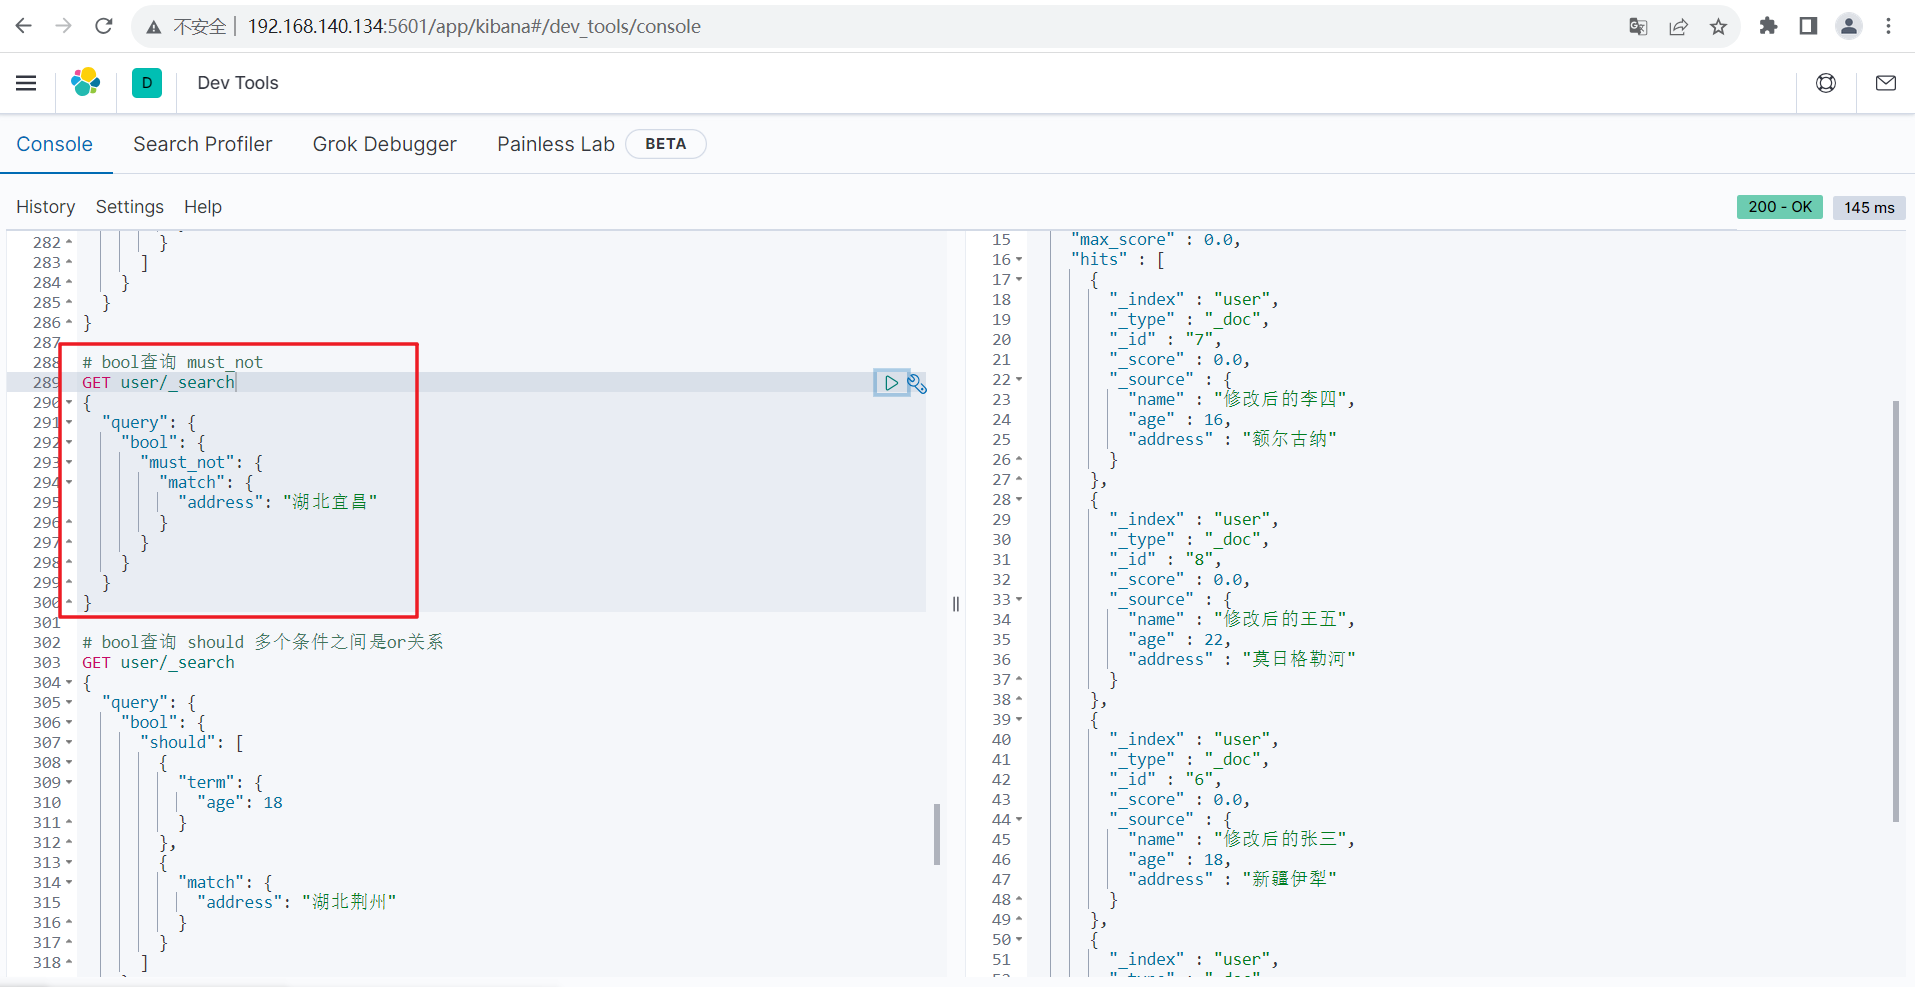 不安全 | 192.168.140.134:5601/app/kibana#/dev_tools/console
D Dev Tools
Console Search Profiler Grok Debugger Painless Lab BETA
History Settings Help 200 - OK 145 ms
282 }
283 ]
284 }
285 }
286 }
287
288 # bool查询 must_not
289 GET user/_search
290 {
291 "query": {
292 "bool": {
293 "must_not": {
294 "match": {
295 "address": "湖北宜昌"
296 }
297 }
298 }
299 }
300 }
301
302 # bool查询 should 多个条件之间是or关系
303 GET user/_search
304 {
305 "query": {
306 "bool": {
307 "should": [
308 {
309 "term": {
310 "age": 18
311 }
312 },
313 {
314 "match": {
315 "address": "湖北荆州"
316 }
317 }
318 ]
15 "max_score" : 0.0,
16 "hits" : [
17 {
18 "_index" : "user",
19 "_type" : "_doc",
20 "_id" : "7",
21 "_score" : 0.0,
22 "_source" : {
23 "name" : "修改后的李四",
24 "age" : 16,
25 "address" : "额尔古纳"
26 }
27 },
28 {
29 "_index" : "user",
30 "_type" : "_doc",
31 "_id" : "8",
32 "_score" : 0.0,
33 "_source" : {
34 "name" : "修改后的王五",
35 "age" : 22,
36 "address" : "莫日格勒河"
37 }
38 },
39 {
40 "_index" : "user",
41 "_type" : "_doc",
42 "_id" : "6",
43 "_score" : 0.0,
44 "_source" : {
45 "name" : "修改后的张三",
46 "age" : 18,
47 "address" : "新疆伊犁"
48 }
49 },
50 {
51 "_index" : "user",